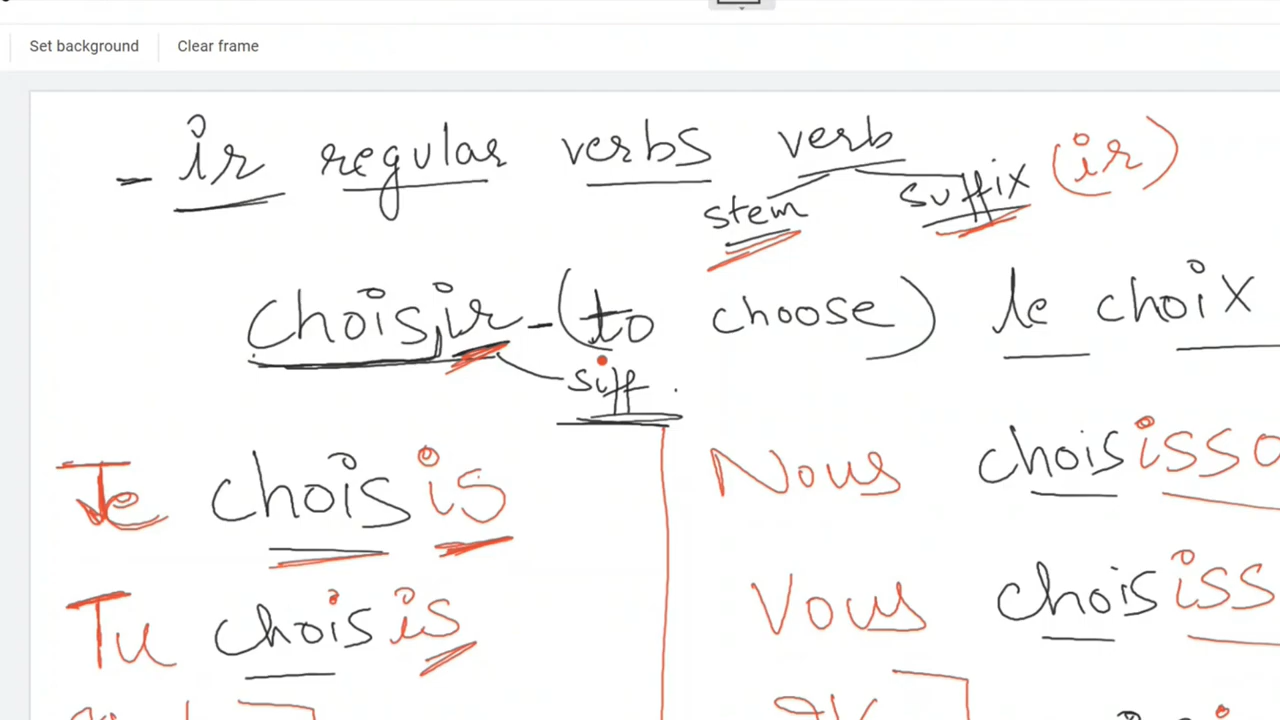 Set background Clear frame
- ir regular verbs verb
stem suffix (ir)
choisir - (to choose) le choix
siff.
Je choisis Nous choisisso
Tu choisis Vous choisiss